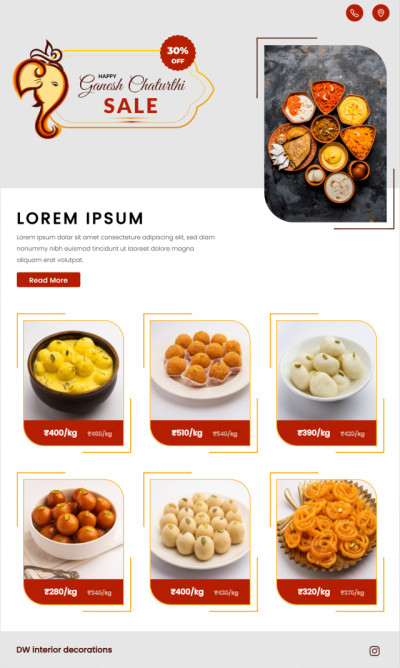 30%
OFF
HAPPY
Ganesh Chaturthi
SALE
LOREM IPSUM
Lorem ipsum dolor sit amet consectetur adipiscing elit, sed diam
nonummy nibh euismod tincidunt ut laoreet dolore magna
aliquam erat volutpat.
Read More
₹400/kg ₹450/kg
₹510/kg ₹540/kg
₹390/kg ₹420/kg
₹280/kg ₹340/kg
₹400/kg ₹430/kg
₹320/kg ₹370/kg
DW interior decorations